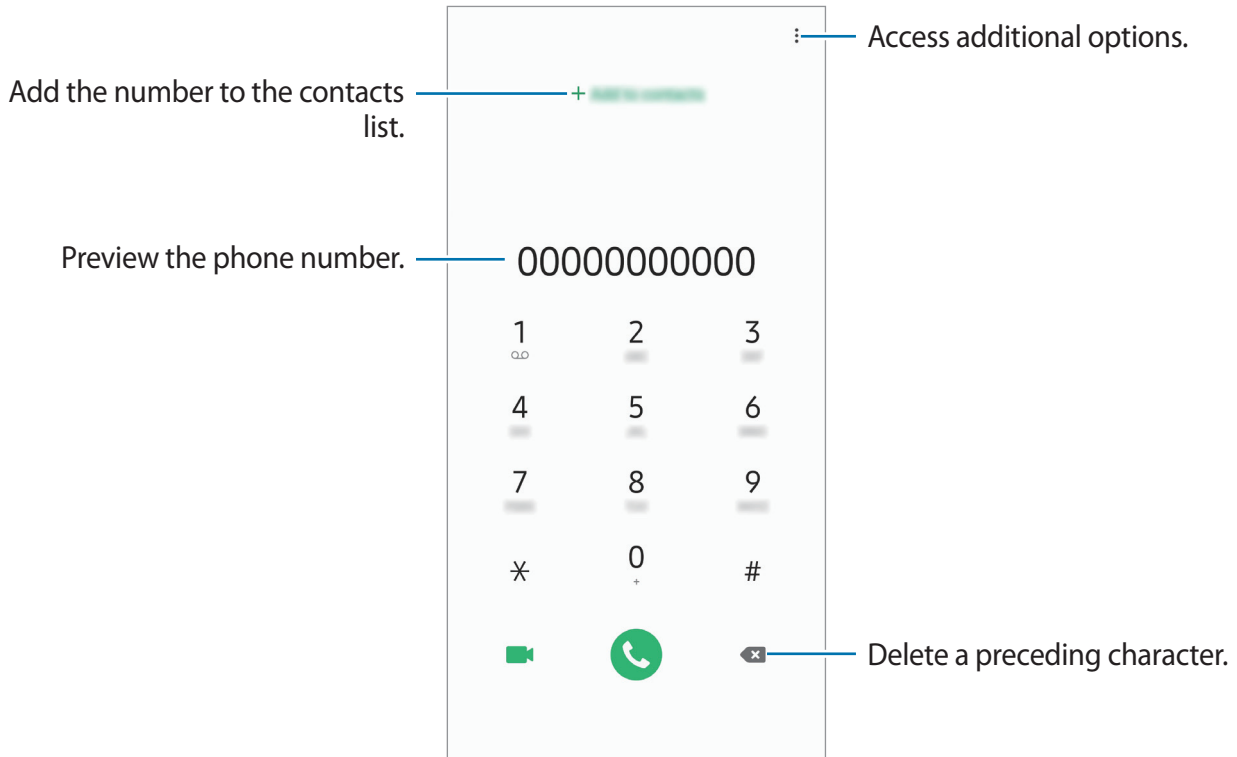 Access additional options.
Add the number to the contacts
list.
Preview the phone number.
00000000000
1 2 3
4 5 6
7 8 9
* 0 #
+
Delete a preceding character.